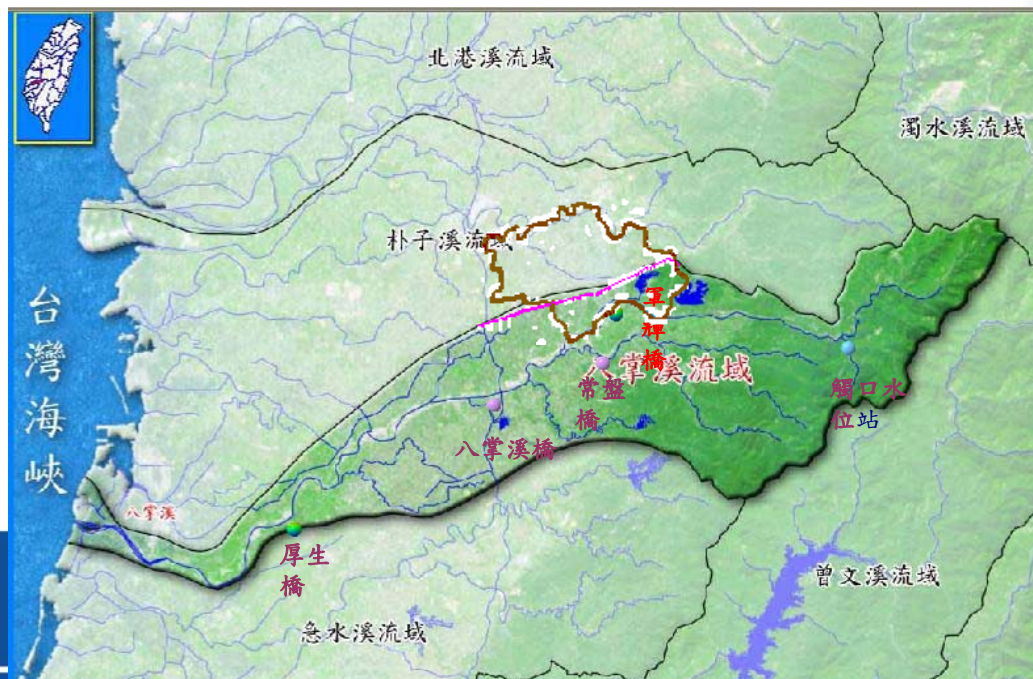 北港溪流域
濁水溪流域
朴子溪流域
台灣海峽
軍
輝
橋
八掌溪流域
常盤
橋
觸口水
位站
八掌溪橋
八掌溪
厚生
橋
曾文溪流域
急水溪流域